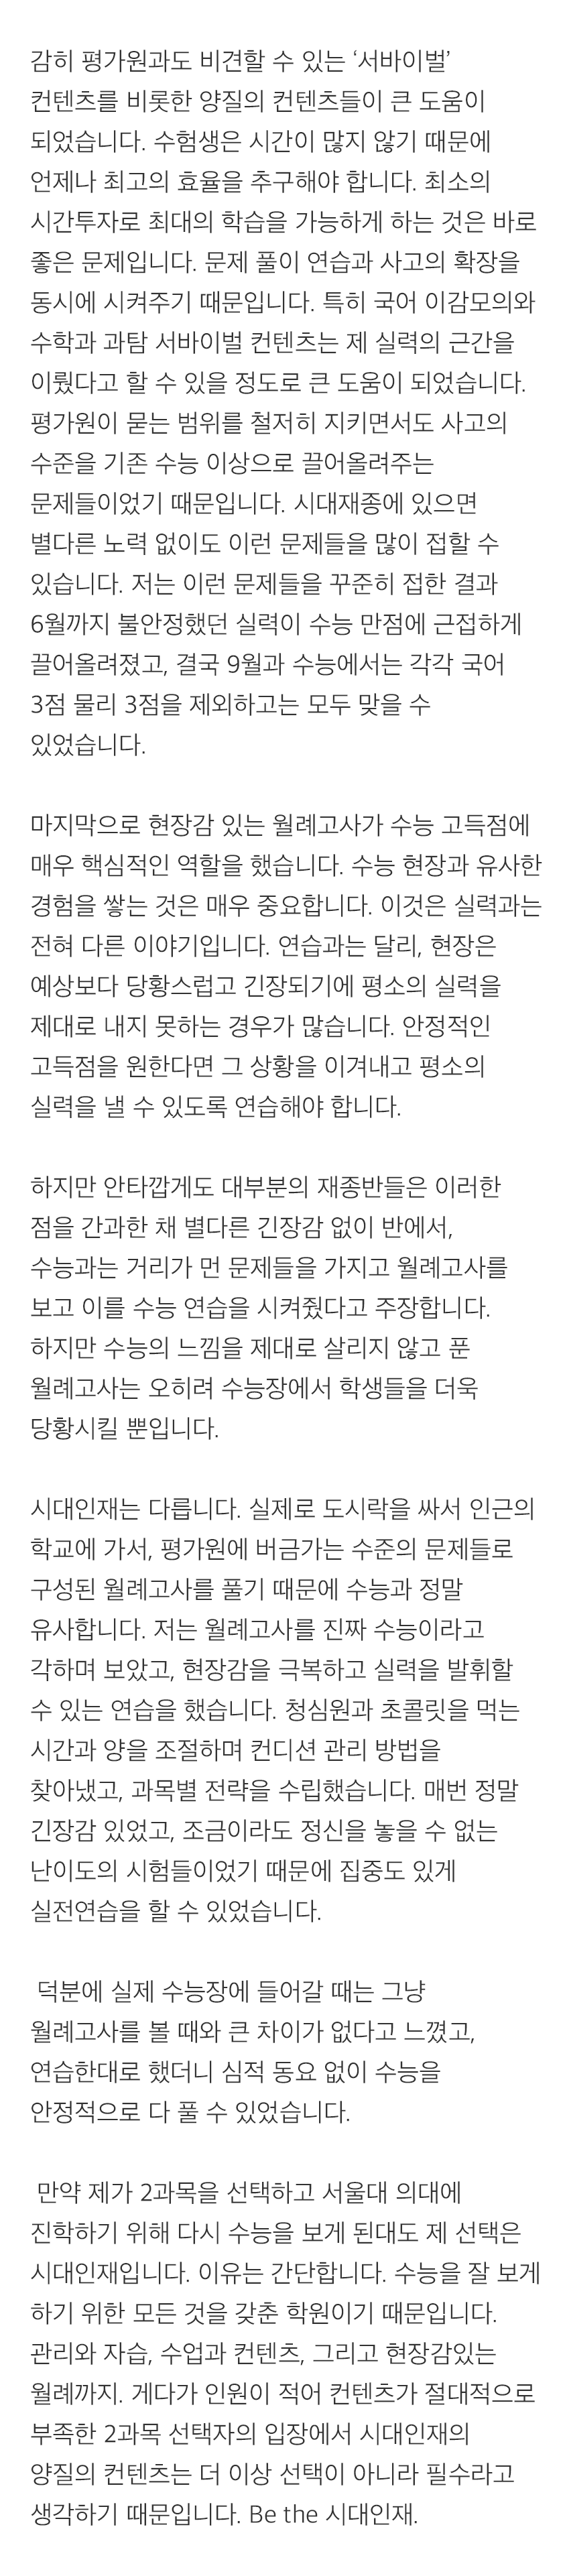 감히 평가원과도 비견할 수 있는 ‘서바이벌’
컨텐츠를 비롯한 양질의 컨텐츠들이 큰 도움이
되었습니다. 수험생은 시간이 많지 않기 때문에
언제나 최고의 효율을 추구해야 합니다. 최소의
시간투자로 최대의 학습을 가능하게 하는 것은 바로
좋은 문제입니다. 문제 풀이 연습과 사고의 확장을
동시에 시켜주기 때문입니다. 특히 국어 이감모의와
수학과 과탐 서바이벌 컨텐츠는 제 실력의 근간을
이뤘다고 할 수 있을 정도로 큰 도움이 되었습니다.
평가원이 묻는 범위를 철저히 지키면서도 사고의
수준을 기존 수능 이상으로 끌어올려주는
문제들이었기 때문입니다. 시대재종에 있으면
별다른 노력 없이도 이런 문제들을 많이 접할 수
있습니다. 저는 이런 문제들을 꾸준히 접한 결과
6월까지 불안정했던 실력이 수능 만점에 근접하게
끌어올려졌고, 결국 9월과 수능에서는 각각 국어
3점 물리 3점을 제외하고는 모두 맞을 수
있었습니다.
마지막으로 현장감 있는 월례고사가 수능 고득점에
매우 핵심적인 역할을 했습니다. 수능 현장과 유사한
경험을 쌓는 것은 매우 중요합니다. 이것은 실력과는
전혀 다른 이야기입니다. 연습과는 달리, 현장은
예상보다 당황스럽고 긴장되기에 평소의 실력을
제대로 내지 못하는 경우가 많습니다. 안정적인
고득점을 원한다면 그 상황을 이겨내고 평소의
실력을 낼 수 있도록 연습해야 합니다.
하지만 안타깝게도 대부분의 재종반들은 이러한
점을 간과한 채 별다른 긴장감 없이 반에서,
수능과는 거리가 먼 문제들을 가지고 월례고사를
보고 이를 수능 연습을 시켜줬다고 주장합니다.
하지만 수능의 느낌을 제대로 살리지 않고 푼
월례고사는 오히려 수능장에서 학생들을 더욱
당황시킬 뿐입니다.
시대인재는 다릅니다. 실제로 도시락을 싸서 인근의
학교에 가서, 평가원에 버금가는 수준의 문제들로
구성된 월례고사를 풀기 때문에 수능과 정말
유사합니다. 저는 월례고사를 진짜 수능이라고
각하며 보았고, 현장감을 극복하고 실력을 발휘할
수 있는 연습을 했습니다. 청심원과 초콜릿을 먹는
시간과 양을 조절하며 컨디션 관리 방법을
찾아냈고, 과목별 전략을 수립했습니다. 매번 정말
긴장감 있었고, 조금이라도 정신을 놓을 수 없는
난이도의 시험들이었기 때문에 집중도 있게
실전연습을 할 수 있었습니다.
덕분에 실제 수능장에 들어갈 때는 그냥
월례고사를 볼 때와 큰 차이가 없다고 느꼈고,
연습한대로 했더니 심적 동요 없이 수능을
안정적으로 다 풀 수 있었습니다.
만약 제가 2과목을 선택하고 서울대 의대에
진학하기 위해 다시 수능을 보게 된대도 제 선택은
시대인재입니다. 이유는 간단합니다. 수능을 잘 보게
하기 위한 모든 것을 갖춘 학원이기 때문입니다.
관리와 자습, 수업과 컨텐츠, 그리고 현장감있는
월례까지. 게다가 인원이 적어 컨텐츠가 절대적으로
부족한 2과목 선택자의 입장에서 시대인재의
양질의 컨텐츠는 더 이상 선택이 아니라 필수라고
생각하기 때문입니다. Be the 시대인재.